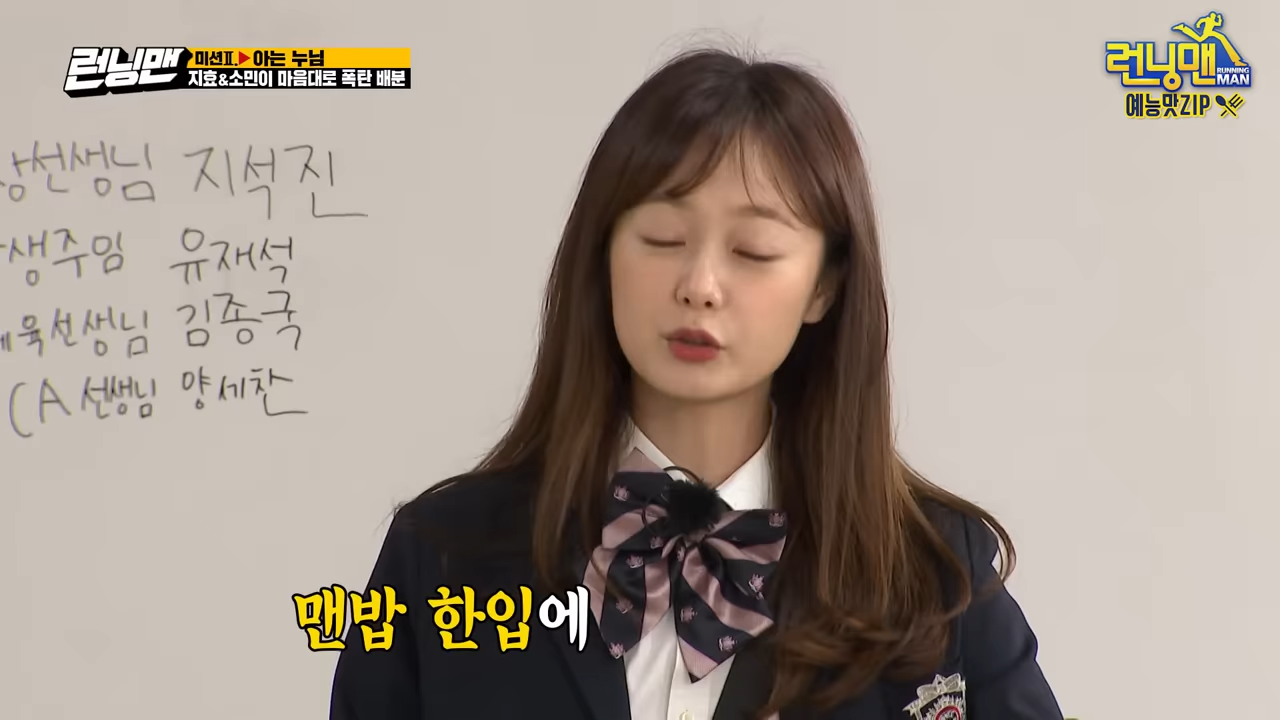 런닝맨
미션Ⅱ.▶아는 누님
지효&소민이 마음대로 폭탄 배분
런닝맨
RUNNING MAN
예능맛ZIP
선생님 지석진
생주임 유재석
육선생님 김종국
CA 선생님 양세찬
맨밥 한입에